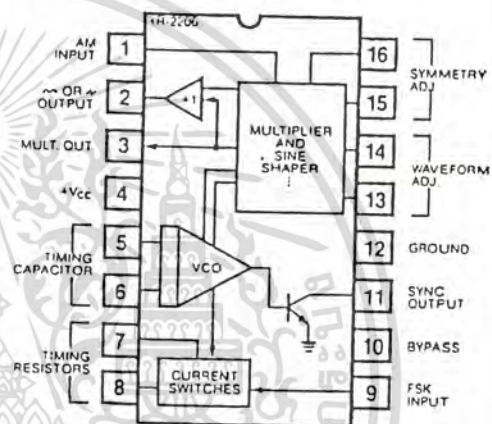 XR-2206
AM
INPUT
1
OR
OUTPUT
2
MULT. OUT
3
+Vcc
4
TIMING
CAPACITOR
5
6
TIMING
RESISTORS
7
8
+1
MULTIPLIER
AND
SINE
SHAPER
VCO
CURRENT
SWITCHES
16
15
SYMMETRY
ADJ.
14
13
WAVEFORM
ADJ.
12
GROUND
11
SYNC
OUTPUT
10
BYPASS
9
FSK
INPUT